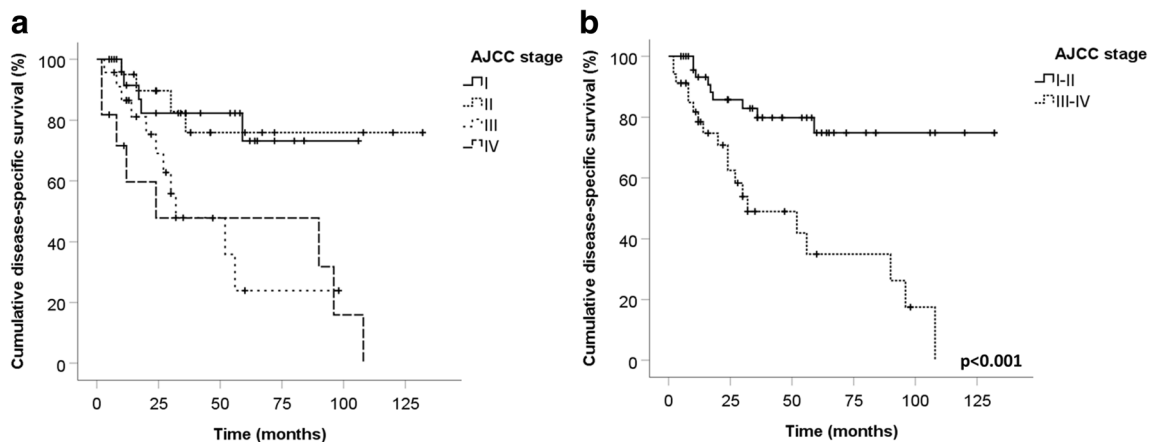 a
Cumulative disease-specific survival (%)
100
80
60
40
20
0
0 25 50 75 100 125
Time (months)
AJCC stage
I
II
III
IV
b
Cumulative disease-specific survival (%)
100
80
60
40
20
0
0 25 50 75 100 125
Time (months)
AJCC stage
I-II
III-IV
p<0.001